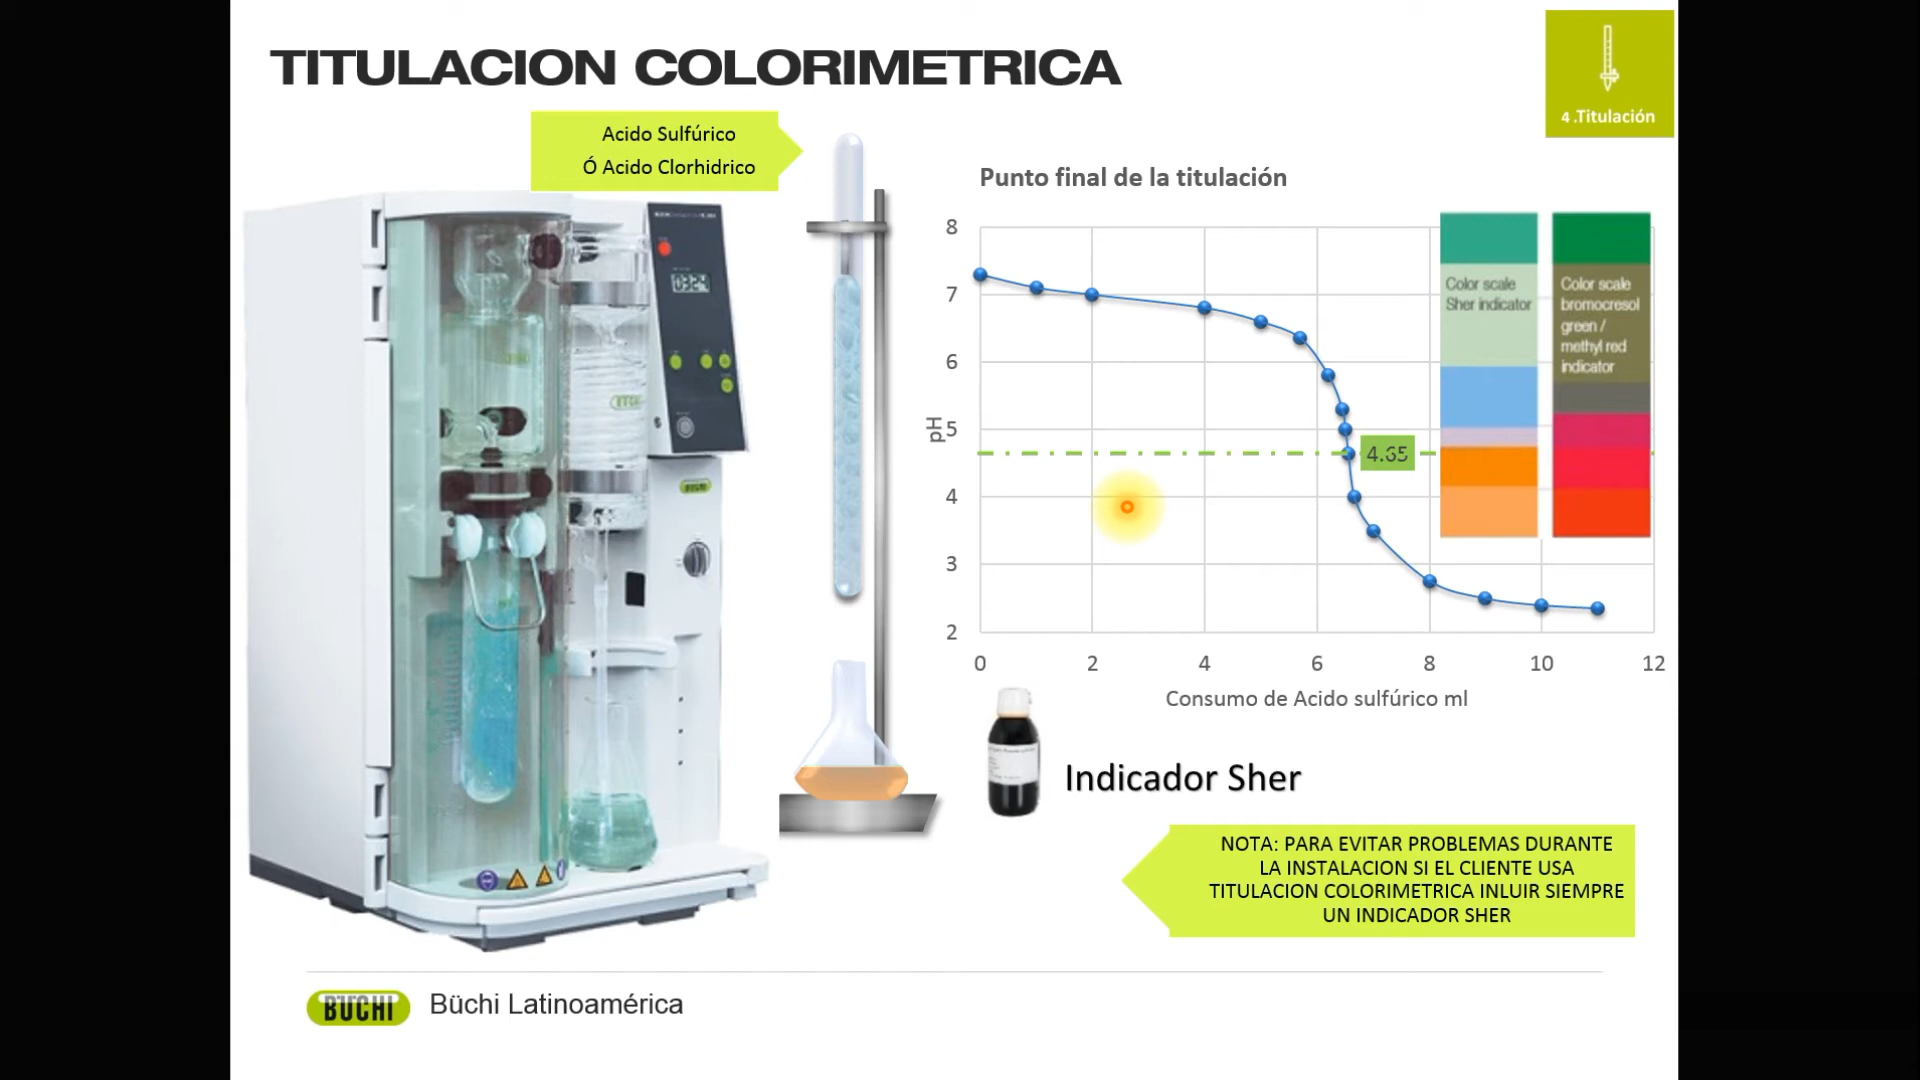 TITULACION COLORIMETRICA
4 .Titulación
Acido Sulfúrico
Ó Acido Clorhidrico
Punto final de la titulación
8
7
6
5
4
3
2
pH
4.65
0
2
4
6
8
10
12
Consumo de Acido sulfúrico ml
Color scale
Sher indicator
Color scale
bromocresol
green /
methyl red
indicator
0324
BUCHI
Indicador Sher
NOTA: PARA EVITAR PROBLEMAS DURANTE
LA INSTALACION SI EL CLIENTE USA
TITULACION COLORIMETRICA INLUIR SIEMPRE
UN INDICADOR SHER
BUCHI
Büchi Latinoamérica